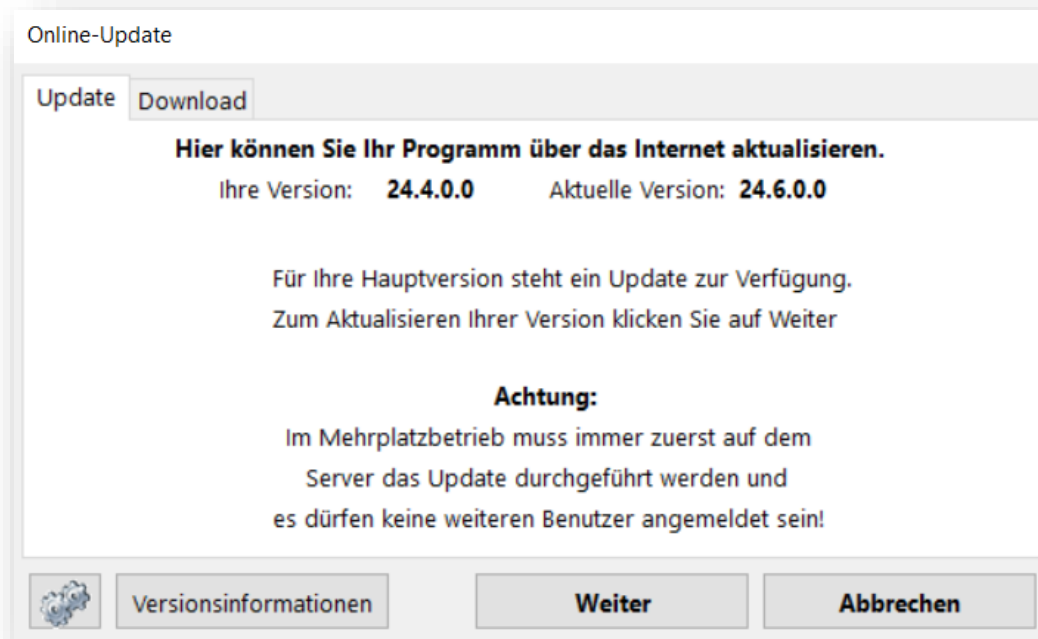 Online-Update
Update Download
Hier können Sie Ihr Programm über das Internet aktualisieren.
Ihre Version: 24.4.0.0 Aktuelle Version: 24.6.0.0
Für Ihre Hauptversion steht ein Update zur Verfügung.
Zum Aktualisieren Ihrer Version klicken Sie auf Weiter
Achtung:
Im Mehrplatzbetrieb muss immer zuerst auf dem
Server das Update durchgeführt werden und
es dürfen keine weiteren Benutzer angemeldet sein!
Versionsinformationen Weiter Abbrechen